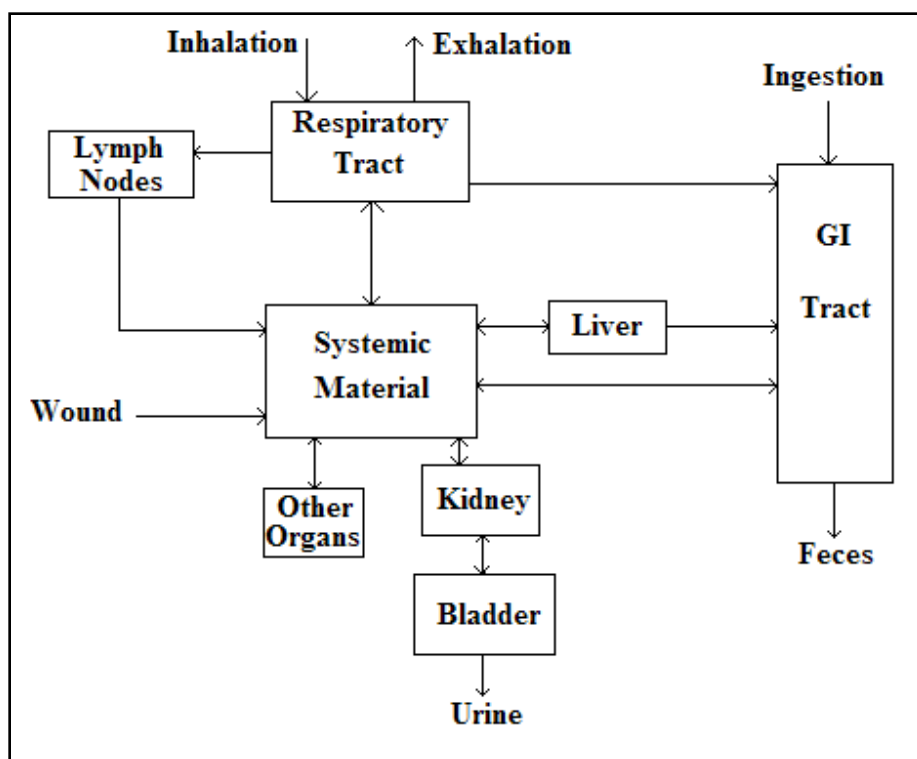 Inhalation
Exhalation
Ingestion
Respiratory
Tract
Lymph
Nodes
GI
Tract
Systemic
Material
Liver
Wound
Other
Organs
Kidney
Feces
Bladder
Urine